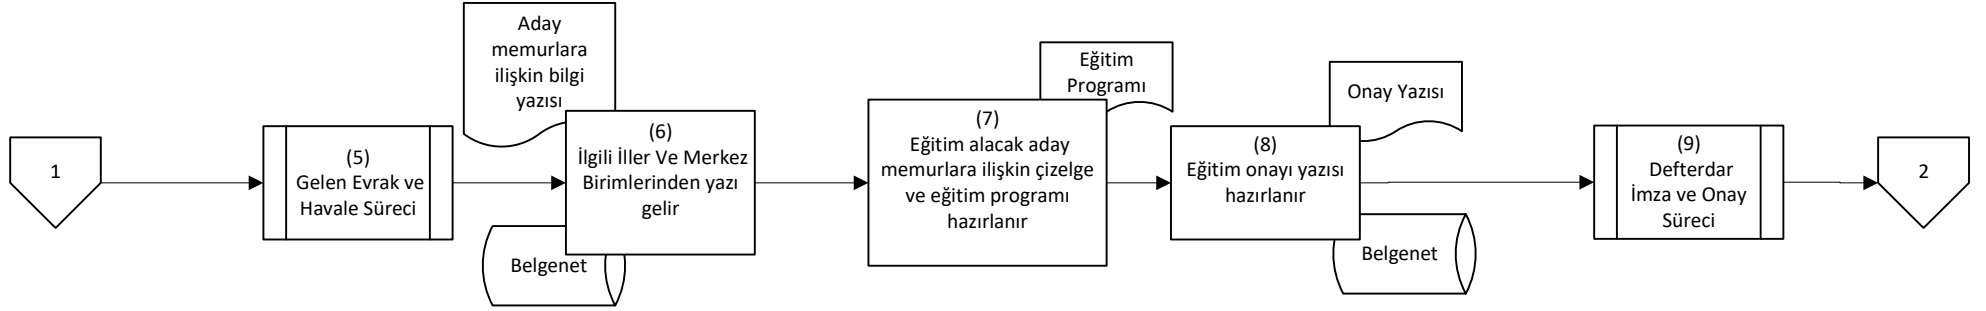 1
(5)
Gelen Evrak ve
Havale Süreci
Aday
memurlara
ilişkin bilgi
yazısı
(6)
İlgili İller Ve Merkez
Birimlerinden yazı
gelir
Belgenet
Eğitim
Programı
(7)
Eğitim alacak aday
memurlara ilişkin çizelge
ve eğitim programı
hazırlanır
Onay Yazısı
(8)
Eğitim onayı yazısı
hazırlanır
Belgenet
(9)
Defterdar
İmza ve Onay
Süreci
2